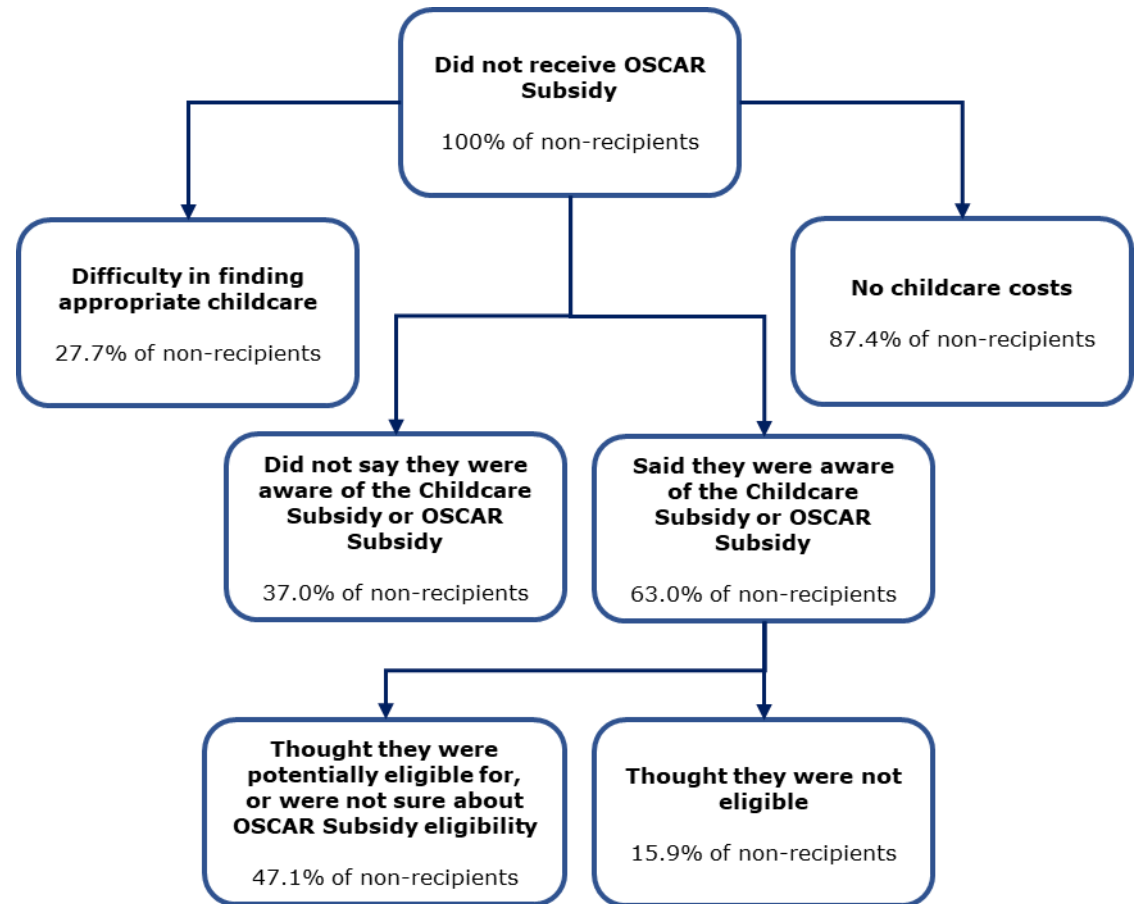 Did not receive OSCAR
Subsidy
100% of non-recipients
Difficulty in finding
appropriate childcare
27.7% of non-recipients
No childcare costs
87.4% of non-recipients
Did not say they were
aware of the Childcare
Subsidy or OSCAR
Subsidy
37.0% of non-recipients
Said they were aware
of the Childcare
Subsidy or OSCAR
Subsidy
63.0% of non-recipients
Thought they were
potentially eligible for,
or were not sure about
OSCAR Subsidy eligibility
47.1% of non-recipients
Thought they were not
eligible
15.9% of non-recipients